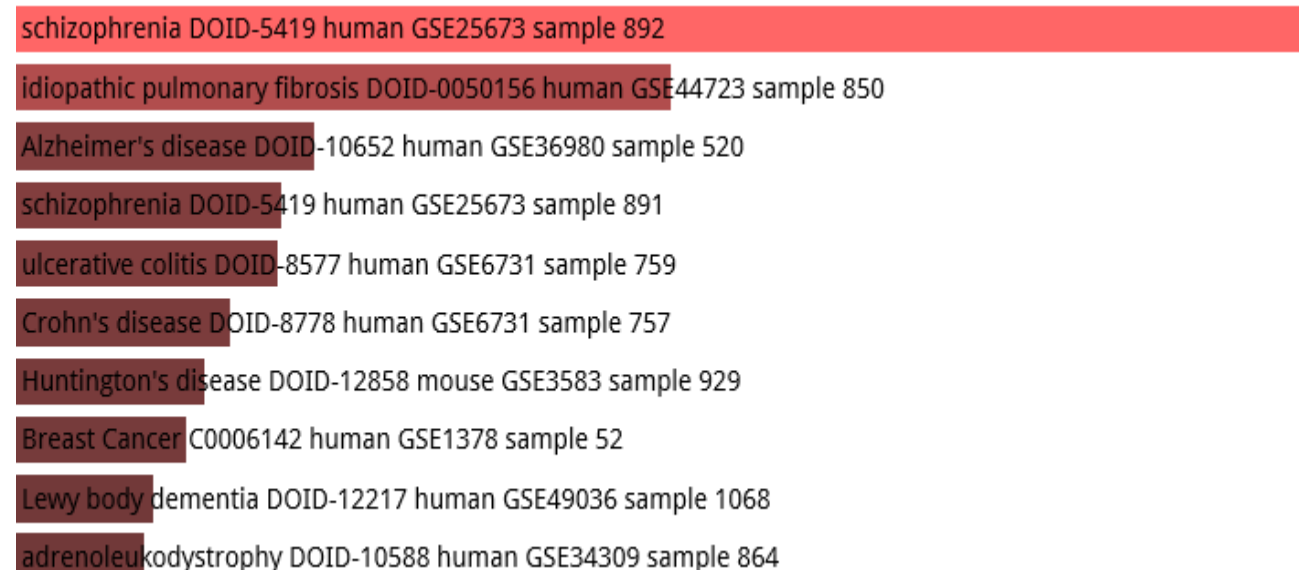 schizophrenia DOID-5419 human GSE25673 sample 892
idiopathic pulmonary fibrosis DOID-0050156 human GSE44723 sample 850
Alzheimer's disease DOID-10652 human GSE36980 sample 520
schizophrenia DOID-5419 human GSE25673 sample 891
ulcerative colitis DOID-8577 human GSE6731 sample 759
Crohn's disease DOID-8778 human GSE6731 sample 757
Huntington's disease DOID-12858 mouse GSE3583 sample 929
Breast Cancer C0006142 human GSE1378 sample 52
Lewy body dementia DOID-12217 human GSE49036 sample 1068
adrenoleukodystrophy DOID-10588 human GSE34309 sample 864